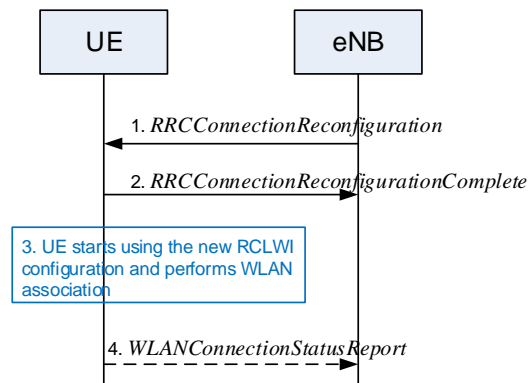 UE
eNB
1. RRCConnectionReconfiguration
2. RRCConnectionReconfigurationComplete
3. UE starts using the new RCLWI
configuration and performs WLAN
association
4. WLANConnectionStatusReport